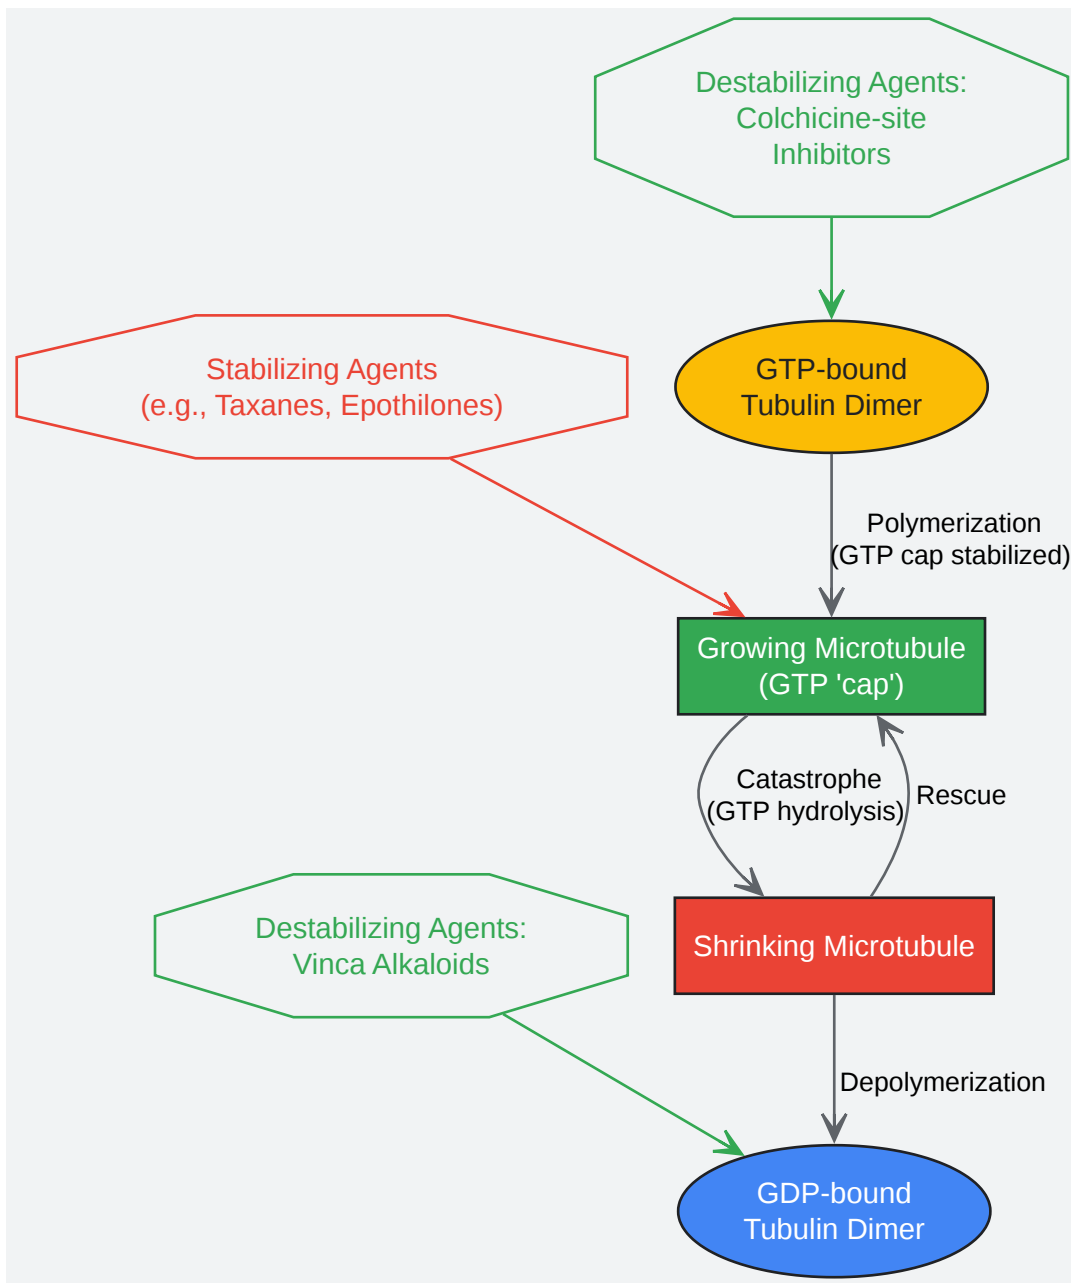 Destabilizing Agents:
Colchicine-site
Inhibitors
Stabilizing Agents
(e.g., Taxanes, Epothilones)
GTP-bound
Tubulin Dimer
Polymerization
(GTP cap stabilized)
Growing Microtubule
(GTP 'cap')
Catastrophe
(GTP hydrolysis)
Rescue
Destabilizing Agents:
Vinca Alkaloids
Shrinking Microtubule
Depolymerization
GDP-bound
Tubulin Dimer